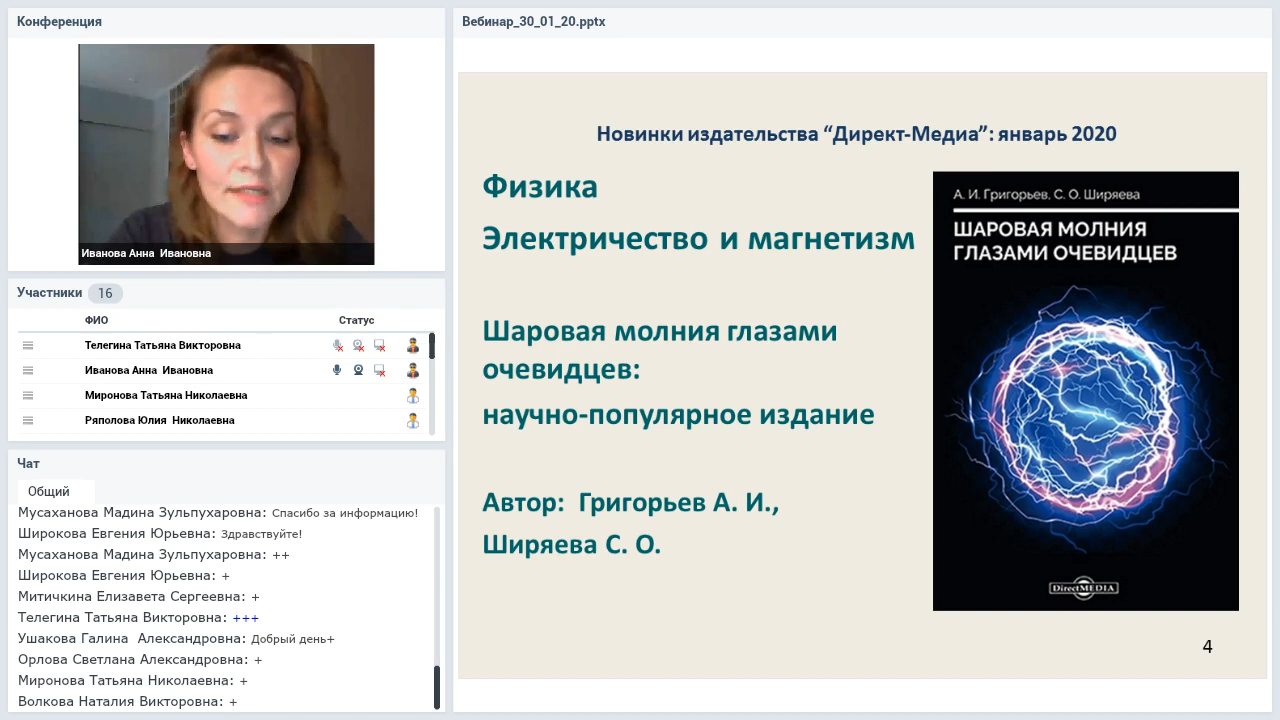 Конференция
Иванова Анна Ивановна
Участники 16
ФИО Статус
Телегина Татьяна Викторовна
Иванова Анна Ивановна
Миронова Татьяна Николаевна
Ряполова Юлия Николаевна
Чат
Общий
Мусаханова Мадина Зульпухаровна: Спасибо за информацию!
Широкова Евгения Юрьевна: Здравствуйте!
Мусаханова Мадина Зульпухаровна: ++
Широкова Евгения Юрьевна: +
Митичкина Елизавета Сергеевна: +
Телегина Татьяна Викторовна: +++
Ушакова Галина Александровна: Добрый день+
Орлова Светлана Александровна: +
Миронова Татьяна Николаевна: +
Волкова Наталия Викторовна: +
Вебинар_30_01_20.pptx
Новинки издательства “Директ-Медиа”: январь 2020
Физика
Электричество и магнетизм
Шаровая молния глазами
очевидцев:
научно-популярное издание
Автор: Григорьев А. И.,
Ширяева С. О.
А. И. Григорьев, С. О. Ширяева
ШАРОВАЯ МОЛНИЯ
ГЛАЗАМИ ОЧЕВИДЦЕВ
DirectMEDIA
4